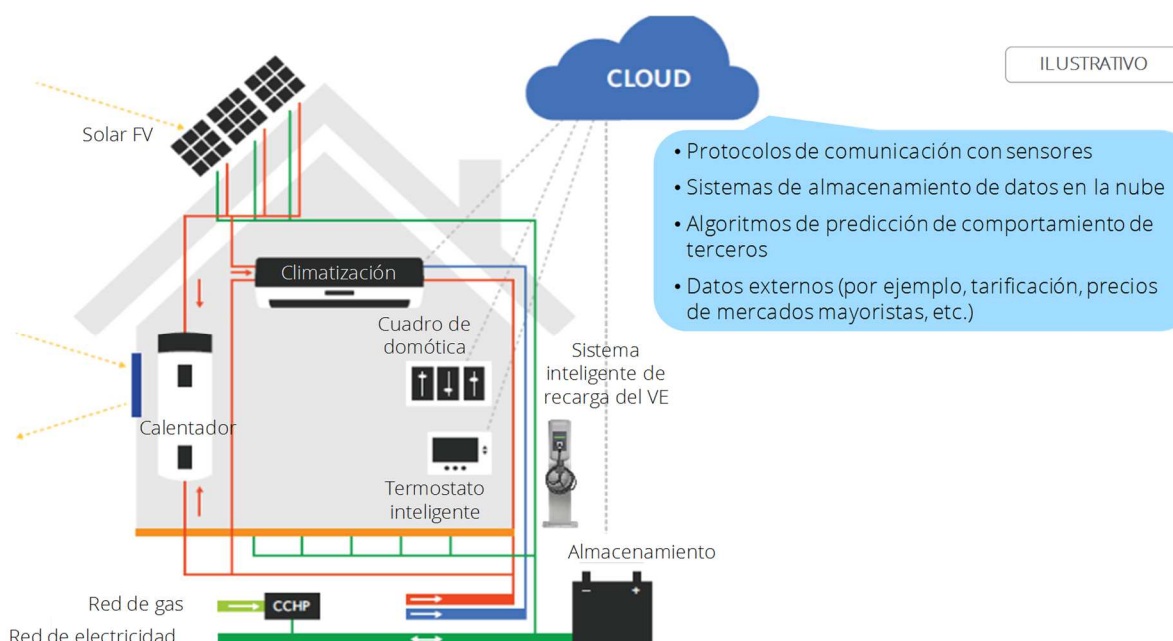 CLOUD
ILUSTRATIVO
Solar FV
• Protocolos de comunicación con sensores
• Sistemas de almacenamiento de datos en la nube
• Algoritmos de predicción de comportamiento de
terceros
• Datos externos (por ejemplo, tarificación, precios
de mercados mayoristas, etc.)
Climatización
Cuadro de
domótica
Sistema
inteligente de
recarga del VE
Calentador
Termostato
inteligente
Almacenamiento
Red de gas
CCHP
Red de electricidad